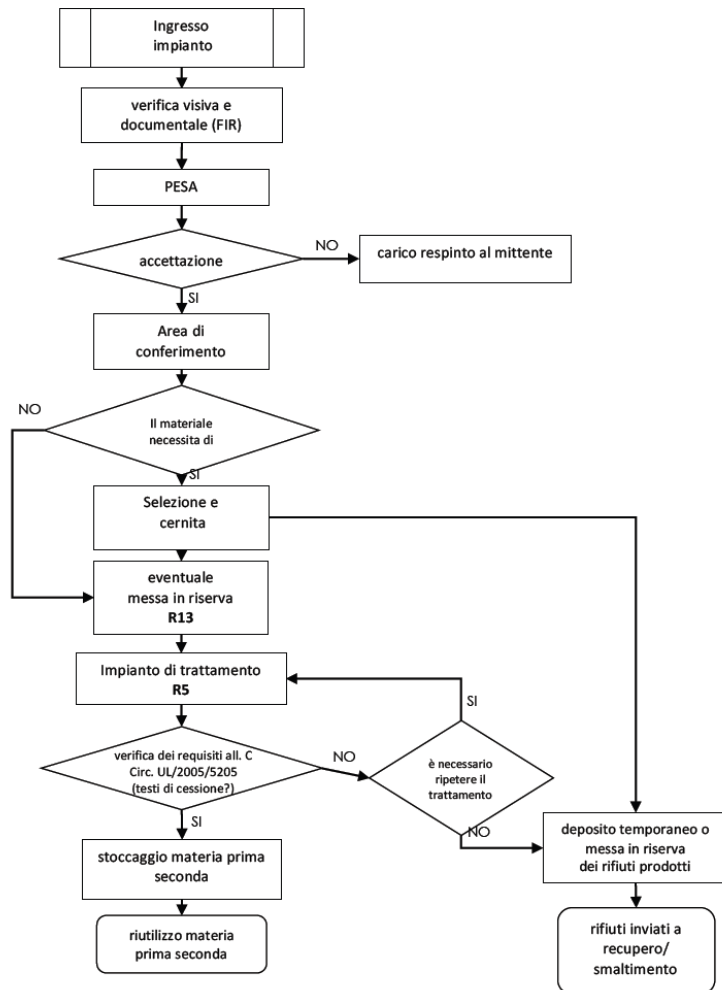 Ingresso
impianto
verifica visiva e
documentale (FIR)
PESA
accettazione
NO
carico respinto al mittente
SI
Area di
conferimento
NO
Il materiale
necessita di
SI
Selezione e
cernita
eventuale
messa in riserva
R13
Impianto di trattamento
R5
SI
verifica dei requisiti all. C
Circ. UL/2005/5205
(testi di cessione?)
NO
è necessario
ripetere il
trattamento
SI
NO
stoccaggio materia prima
seconda
deposito temporaneo o
messa in riserva
dei rifiuti prodotti
riutilizzo materia
prima seconda
rifiuti inviati a
recupero/
smaltimento